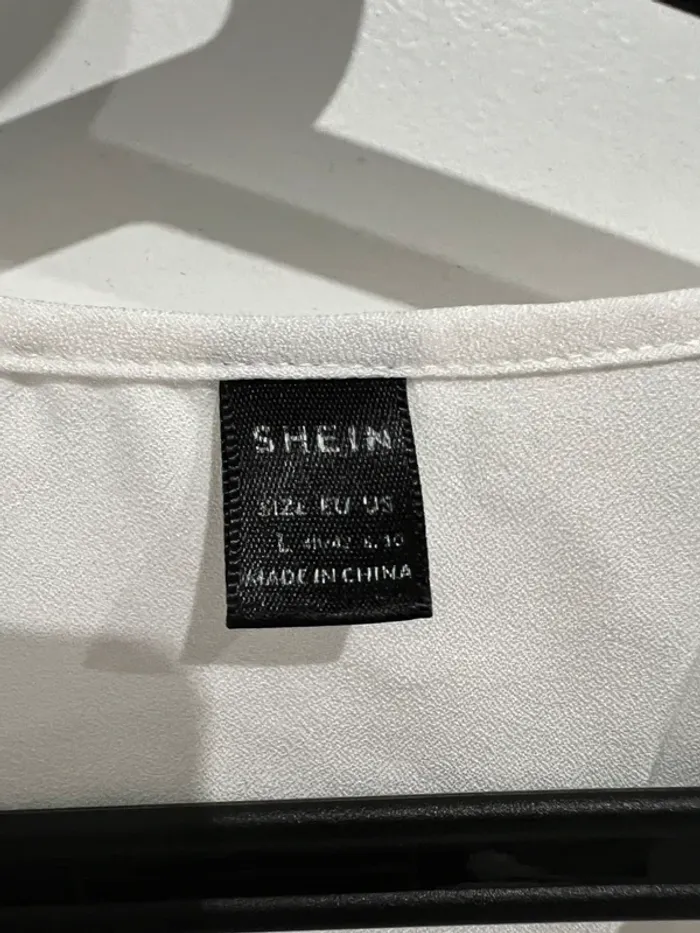 SHEIN
SIZE EU US
L 40/42 8/10
MADE IN CHINA